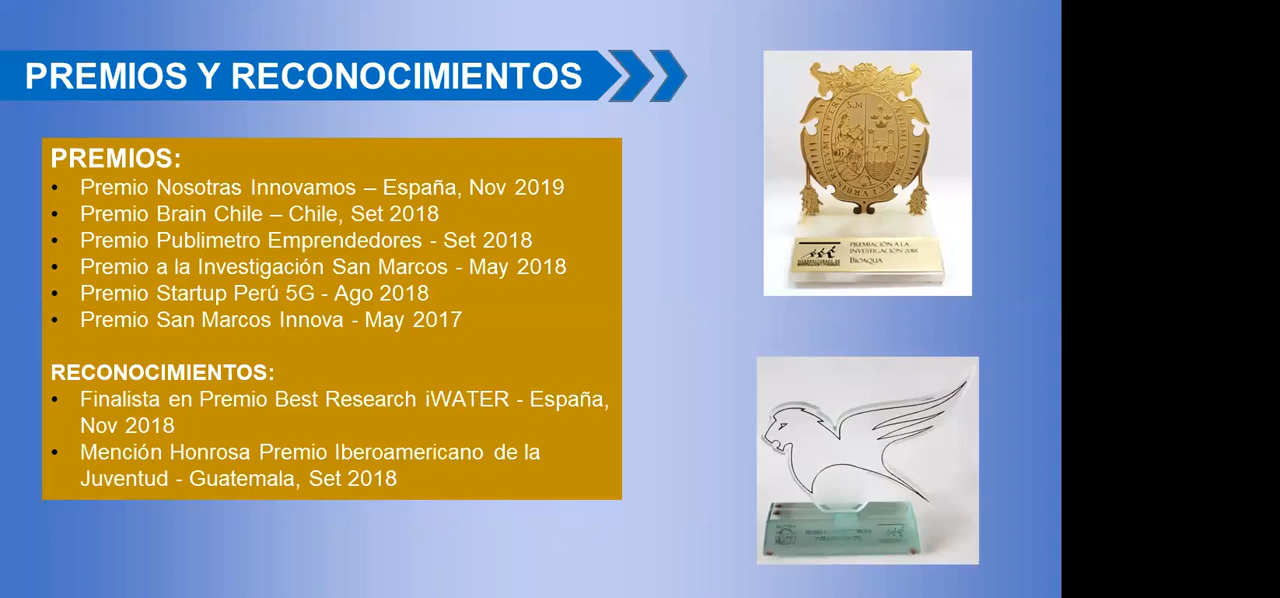 PREMIOS Y RECONOCIMIENTOS
PREMIOS:
• Premio Nosotras Innovamos – España, Nov 2019
• Premio Brain Chile – Chile, Set 2018
• Premio Publimetro Emprendedores - Set 2018
• Premio a la Investigación San Marcos - May 2018
• Premio Startup Perú 5G - Ago 2018
• Premio San Marcos Innova - May 2017
RECONOCIMIENTOS:
• Finalista en Premio Best Research iWATER - España,
Nov 2018
• Mención Honrosa Premio Iberoamericano de la
Juventud - Guatemala, Set 2018
S.M
PREMIACIÓN A LA
INVESTIGACIÓN 2018
BIOAQUA